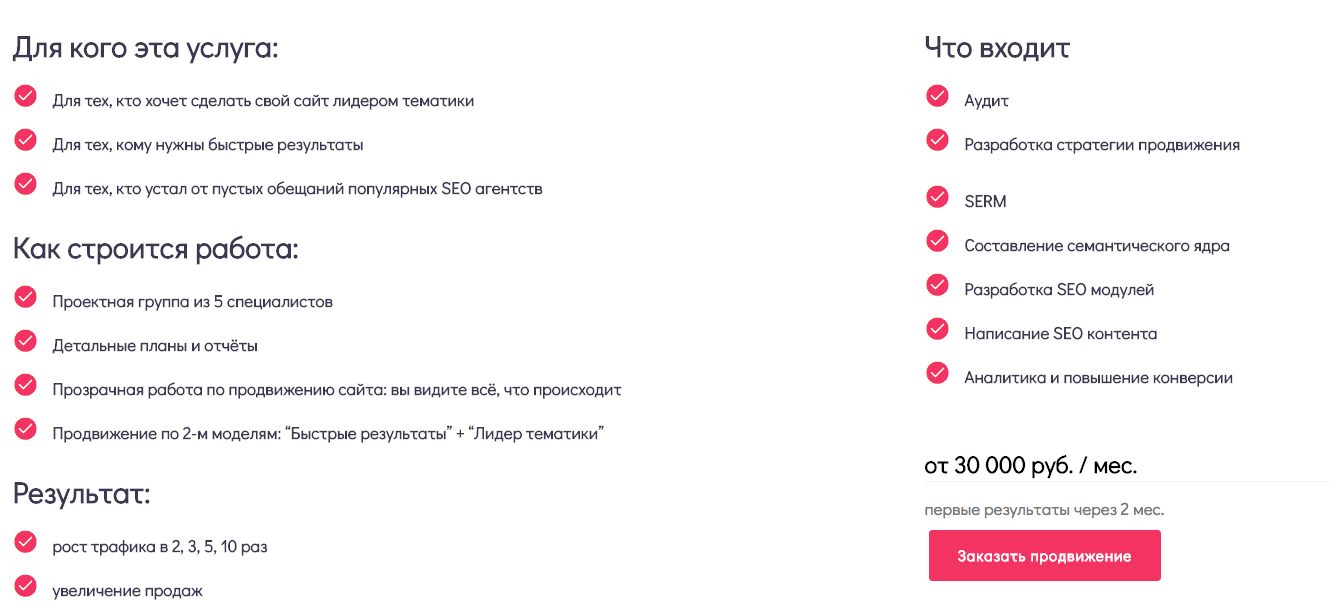 Для кого эта услуга:
Для тех, кто хочет сделать свой сайт лидером тематики
Для тех, кому нужны быстрые результаты
Для тех, кто устал от пустых обещаний популярных SEO агентств
Как строится работа:
Проектная группа из 5 специалистов
Детальные планы и отчёты
Прозрачная работа по продвижению сайта: вы видите всё, что происходит
Продвижение по 2-м моделям: “Быстрые результаты” + “Лидер тематики”
Результат:
рост трафика в 2, 3, 5, 10 раз
увеличение продаж
Что входит
Аудит
Разработка стратегии продвижения
SERM
Составление семантического ядра
Разработка SEO модулей
Написание SEO контента
Аналитика и повышение конверсии
от 30 000 руб. / мес.
первые результаты через 2 мес.
Заказать продвижение